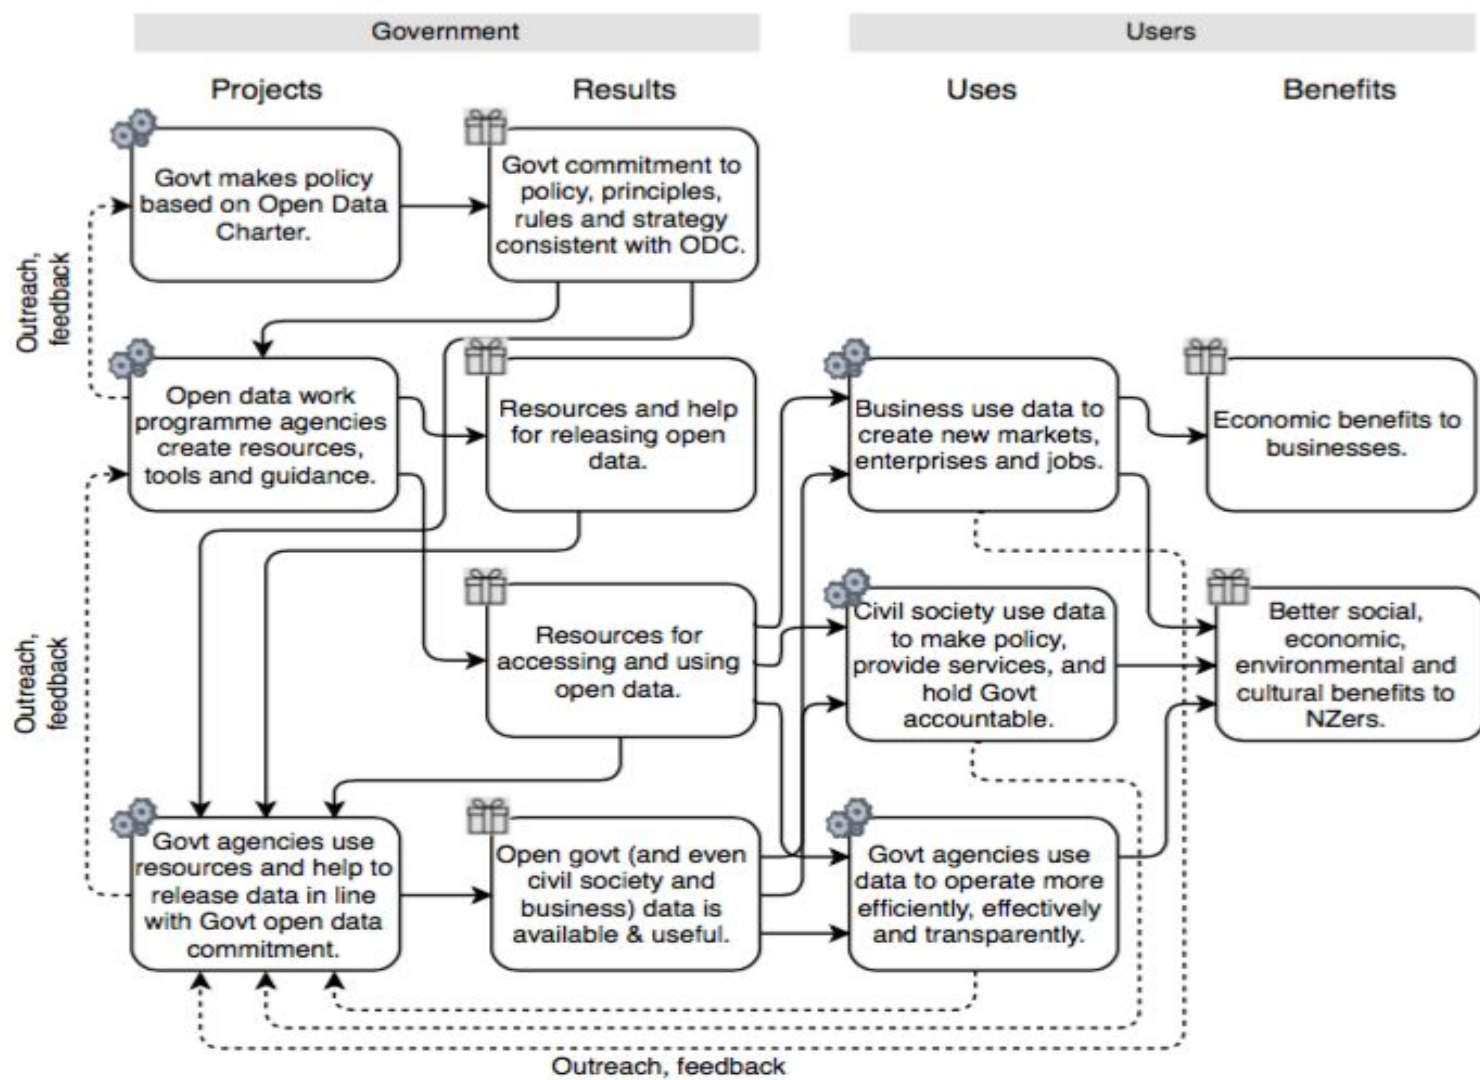 Government
Users
Projects
Results
Uses
Benefits
Govt makes policy
based on Open Data
Charter.
Govt commitment to
policy, principles,
rules and strategy
consistent with ODC.
Outreach,
feedback
Open data work
programme agencies
create resources,
tools and guidance.
Resources and help
for releasing open
data.
Business use data to
create new markets,
enterprises and jobs.
Economic benefits to
businesses.
Outreach,
feedback
Resources for
accessing and using
open data.
Civil society use data
to make policy,
provide services, and
hold Govt
accountable.
Better social,
economic,
environmental and
cultural benefits to
NZers.
Govt agencies use
resources and help to
release data in line
with Govt open data
commitment.
Open govt (and even
civil society and
business) data is
available & useful.
Govt agencies use
data to operate more
efficiently, effectively
and transparently.
Outreach, feedback